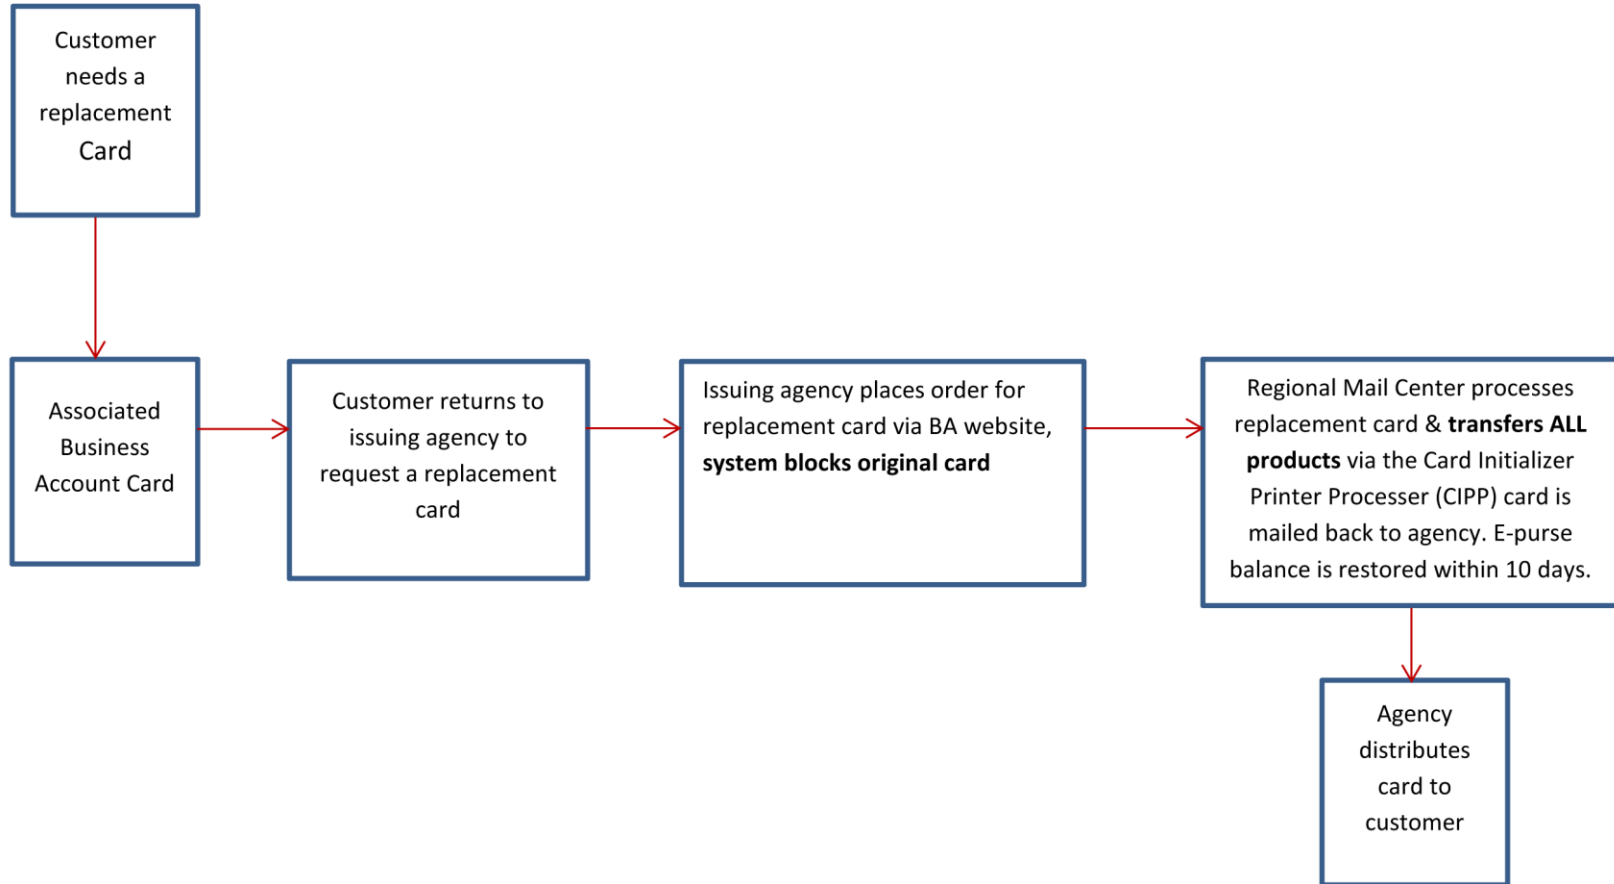 Customer
needs a
replacement
Card
Associated
Business
Account Card
Customer returns to
issuing agency to
request a replacement
card
Issuing agency places order for
replacement card via BA website,
system blocks original card
Regional Mail Center processes
replacement card & transfers ALL
products via the Card Initializer
Printer Processer (CIPP) card is
mailed back to agency. E-purse
balance is restored within 10 days.
Agency
distributes
card to
customer